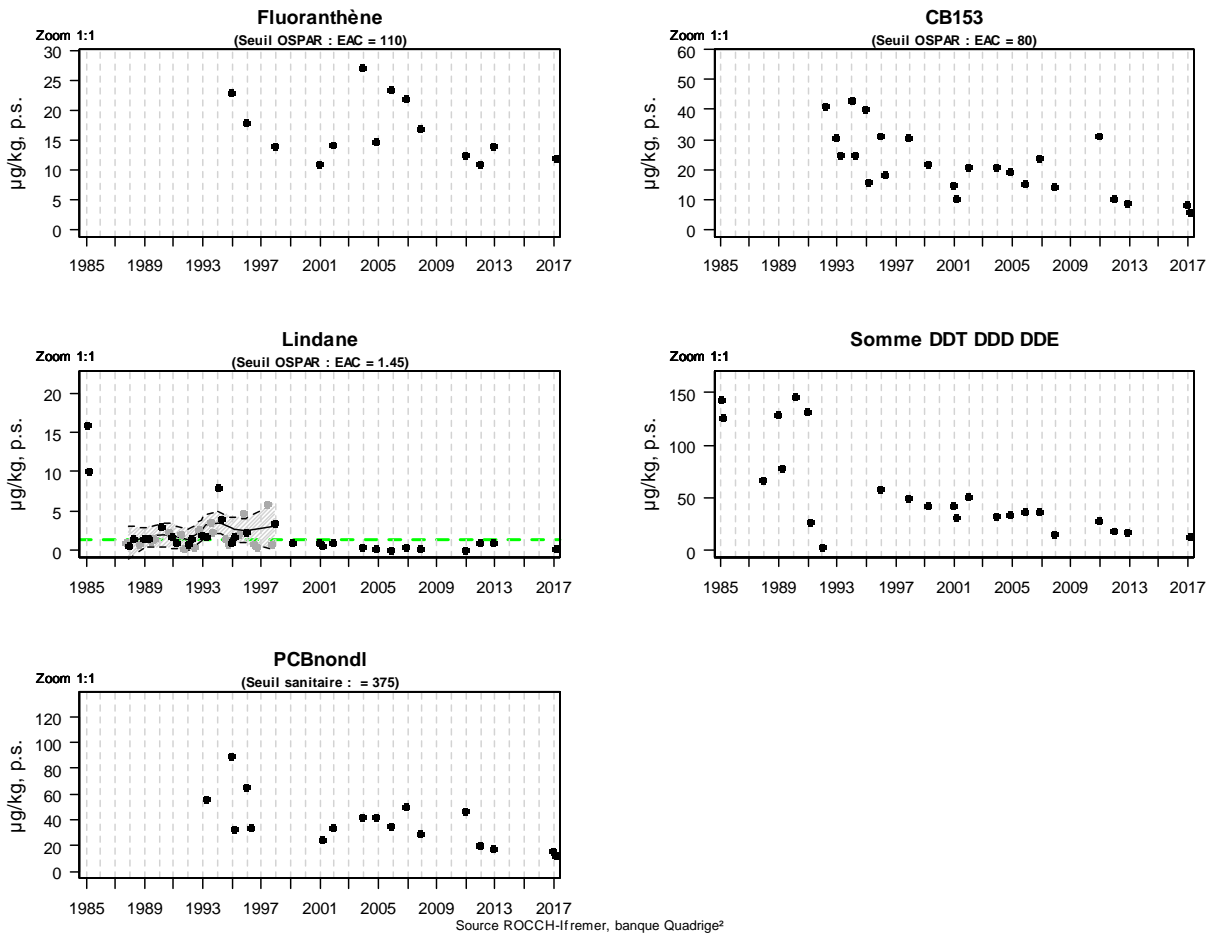 Fluoranthène
Zoom 1:1
(Seuil OSPAR : EAC = 110)
µg/kg, p.s.
30
25
20
15
10
5
0
1985 1989 1993 1997 2001 2005 2009 2013 2017
CB153
Zoom 1:1
(Seuil OSPAR : EAC = 80)
µg/kg, p.s.
60
50
40
30
20
10
0
1985 1989 1993 1997 2001 2005 2009 2013 2017
Lindane
Zoom 1:1
(Seuil OSPAR : EAC = 1.45)
µg/kg, p.s.
20
15
10
5
0
1985 1989 1993 1997 2001 2005 2009 2013 2017
Somme DDT DDD DDE
Zoom 1:1
µg/kg, p.s.
150
100
50
0
1985 1989 1993 1997 2001 2005 2009 2013 2017
PCBnondl
Zoom 1:1
(Seuil sanitaire : = 375)
µg/kg, p.s.
120
100
80
60
40
20
0
1985 1989 1993 1997 2001 2005 2009 2013 2017
Source ROCCH-Ifremer, banque Quadrige²